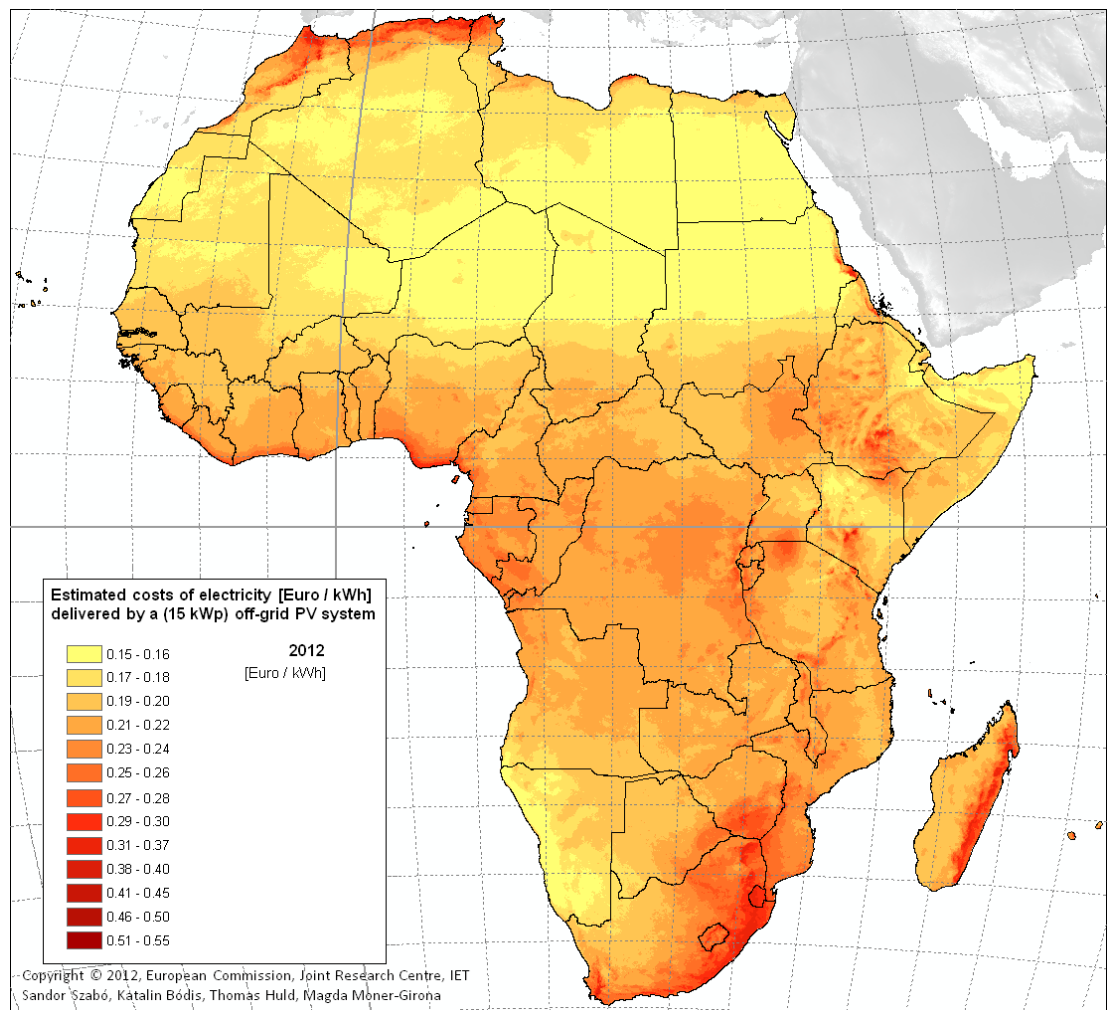 Estimated costs of electricity [Euro / kWh]
delivered by a (15 kWp) off-grid PV system
2012
[Euro / kWh]
0.15 - 0.16
0.17 - 0.18
0.19 - 0.20
0.21 - 0.22
0.23 - 0.24
0.25 - 0.26
0.27 - 0.28
0.29 - 0.30
0.31 - 0.37
0.38 - 0.40
0.41 - 0.45
0.46 - 0.50
0.51 - 0.55
Copyright © 2012, European Commission, Joint Research Centre, IET
Sandor Szabó, Katalin Bódis, Thomas Huld, Magda Moner-Girona